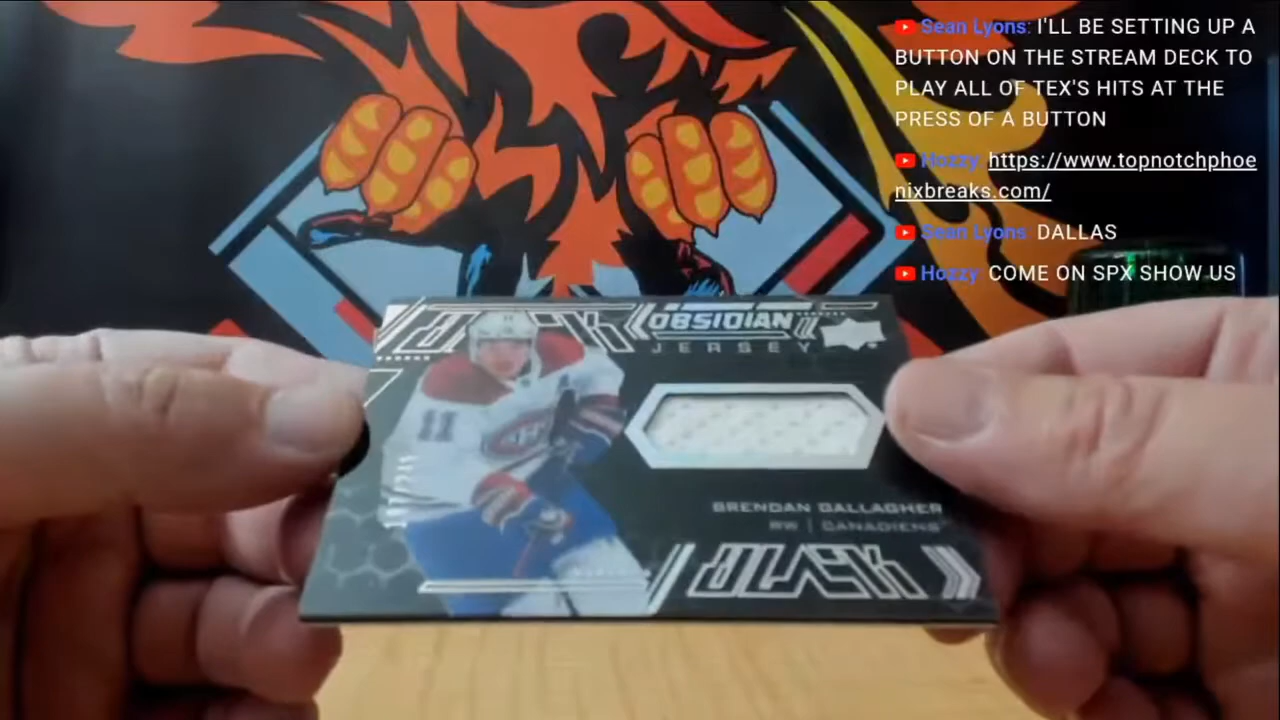 Sean Lyons: I'LL BE SETTING UP A
BUTTON ON THE STREAM DECK TO
PLAY ALL OF TEX'S HITS AT THE
PRESS OF A BUTTON
Hozzy https://www.topnotchphoe
nixbreaks.com/
Sean Lyons DALLAS
Hozzy COME ON SPX SHOW US
OBSIDIAN
JERSEY
11
BRENDAN GALLAGHER
RW | CANADIENS